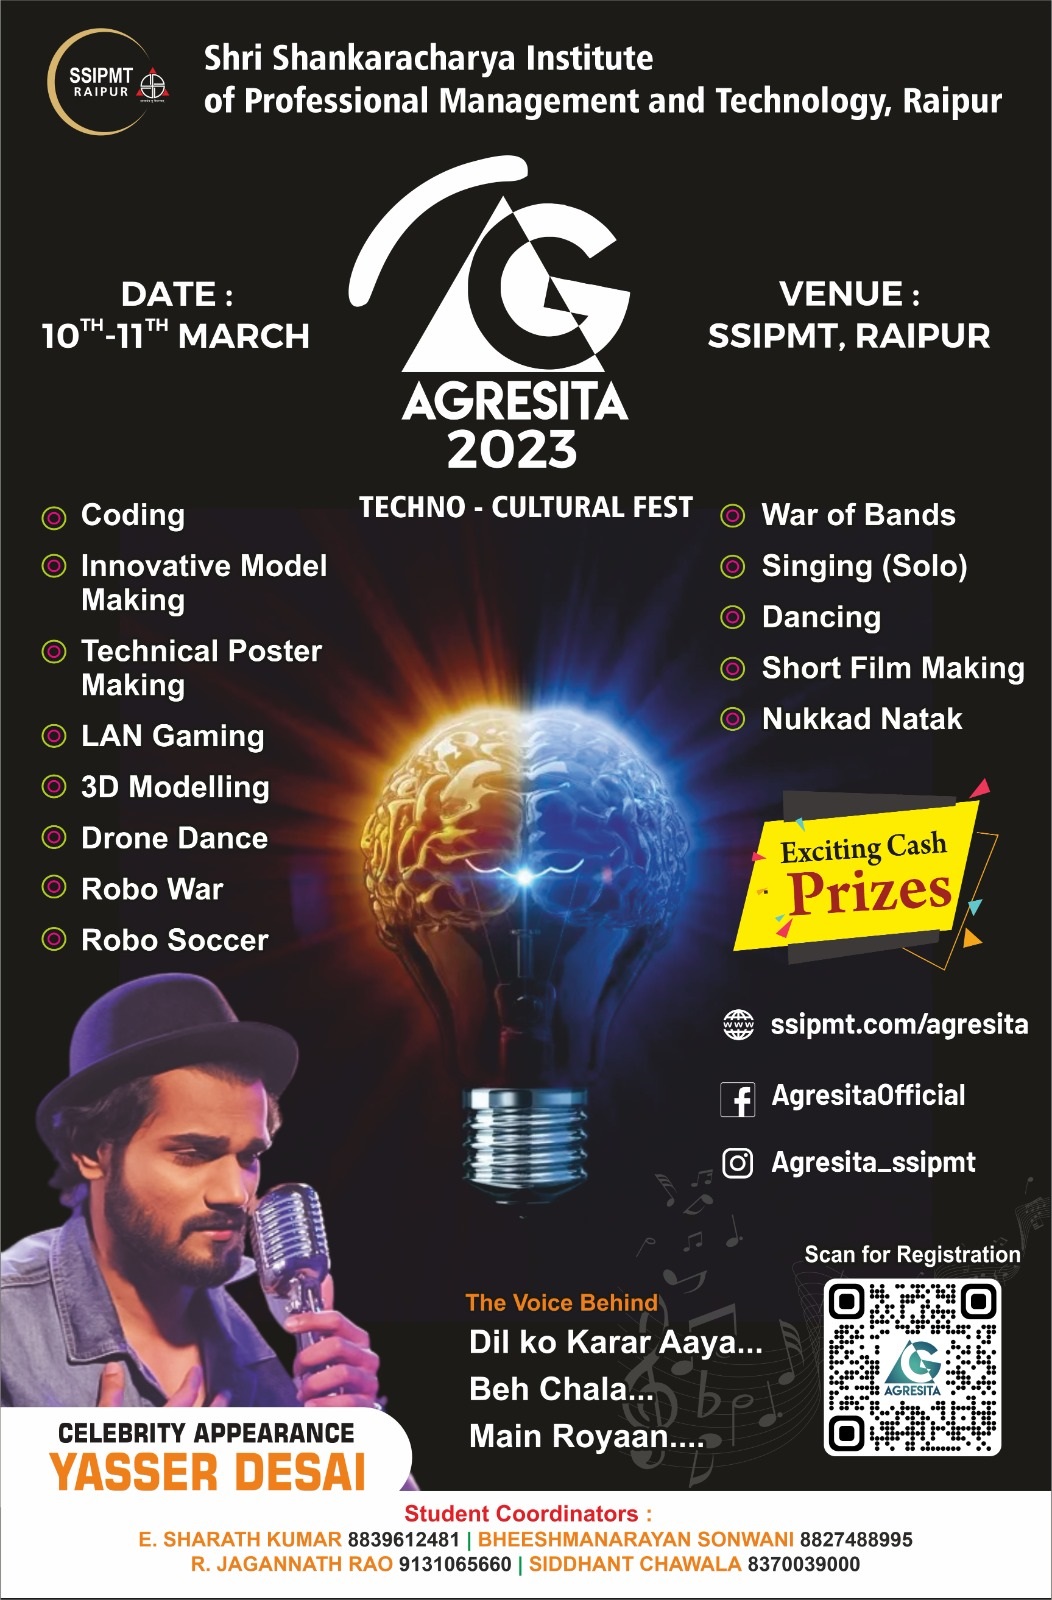 SSIPMT
RAIPUR
Shri Shankaracharya Institute
of Professional Management and Technology, Raipur
DATE :
10TH-11TH MARCH
VENUE :
SSIPMT, RAIPUR
AGRESITA
2023
TECHNO - CULTURAL FEST
Coding
Innovative Model
Making
Technical Poster
Making
LAN Gaming
3D Modelling
Drone Dance
Robo War
Robo Soccer
War of Bands
Singing (Solo)
Dancing
Short Film Making
Nukkad Natak
Exciting Cash
Prizes
www
ssipmt.com/agresita
AgresitaOfficial
Agresita_ssipmt
Scan for Registration
AGRESITA
The Voice Behind
Dil ko Karar Aaya...
Beh Chala...
Main Royaan....
CELEBRITY APPEARANCE
YASSER DESAI
Student Coordinators :
E. SHARATH KUMAR 8839612481 | BHEESHMANARAYAN SONWANI 8827488995
R. JAGANNATH RAO 9131065660 | SIDDHANT CHAWALA 8370039000